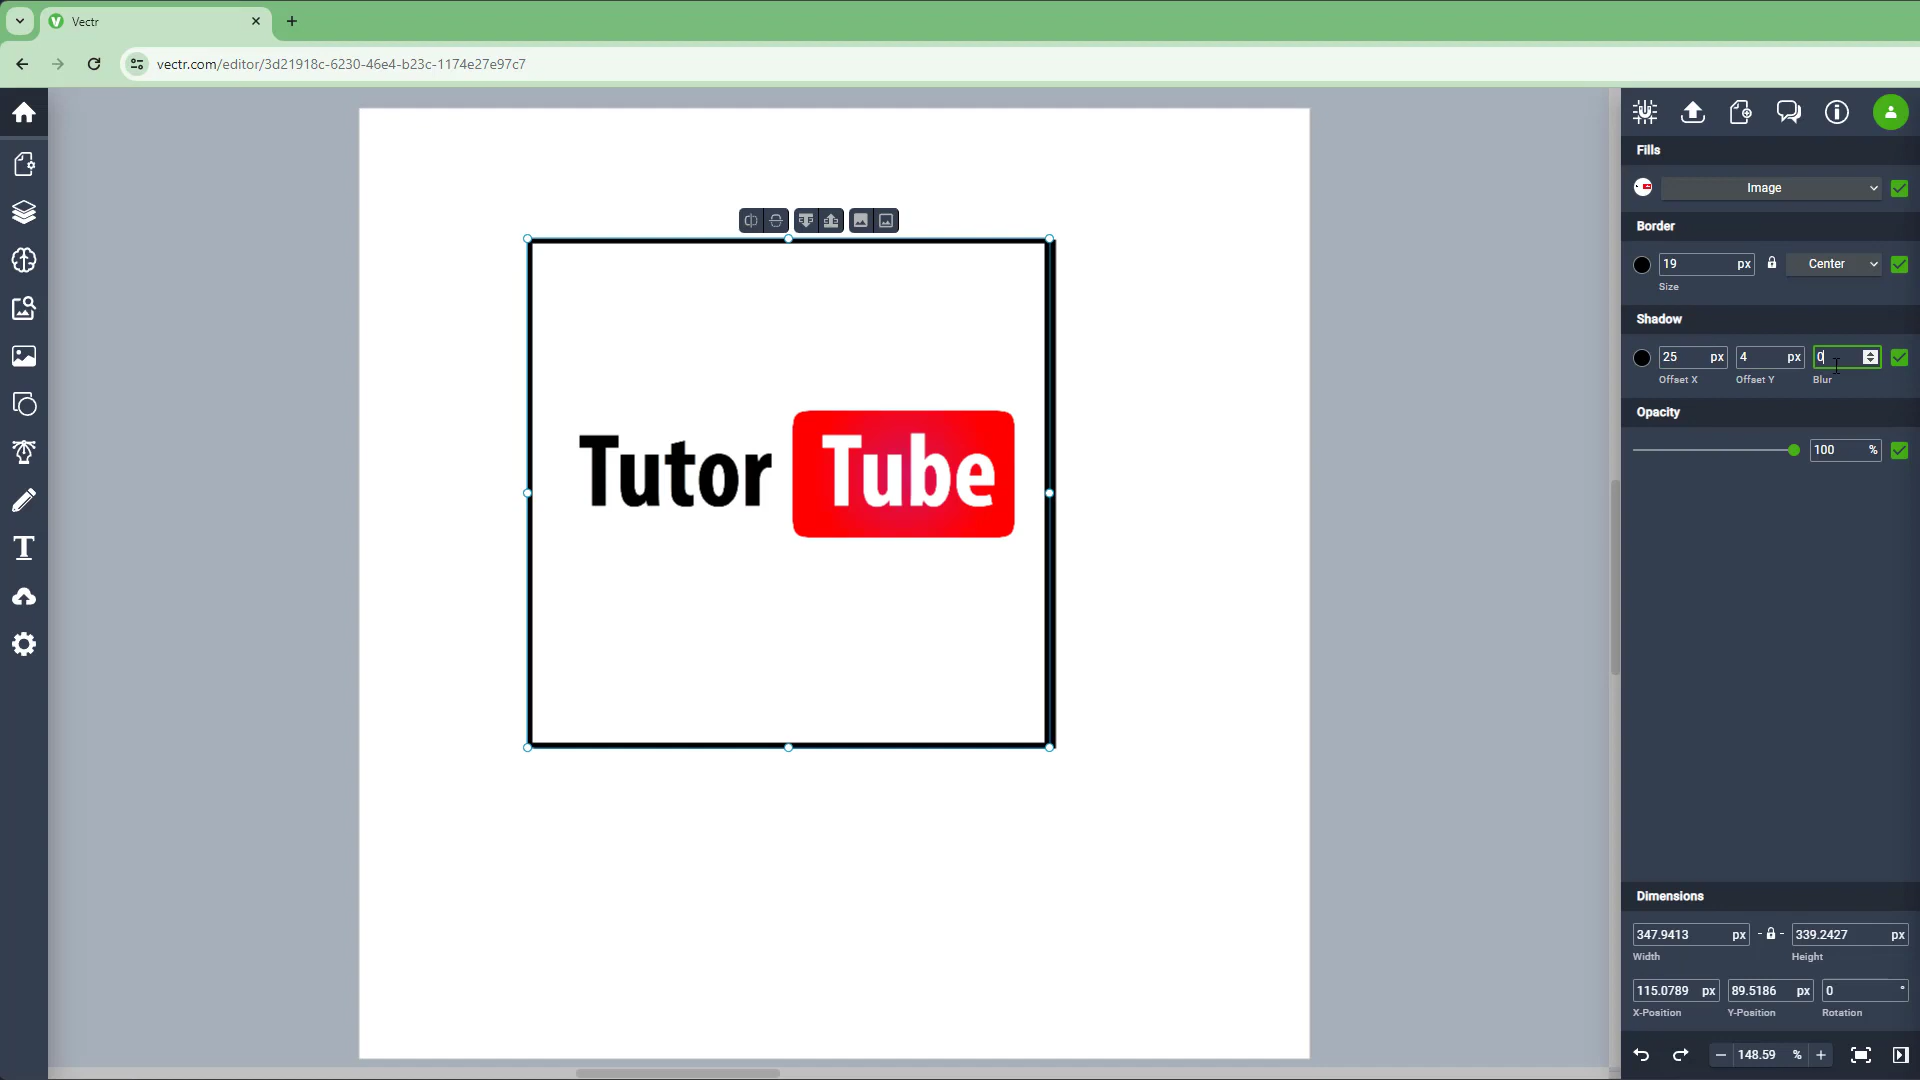 Vectr
vectr.com/editor/3d21918c-6230-46e4-b23c-1174e27e97c7
Fills
Image
Border
19 px
Center
Size
Shadow
25 px
4 px
0
Offset X
Offset Y
Blur
Opacity
100 %
Tutor Tube
T
Dimensions
347.9413 px
339.2427 px
Width
Height
115.0789 px
89.5186 px
0 °
X-Position
Y-Position
Rotation
148.59 %